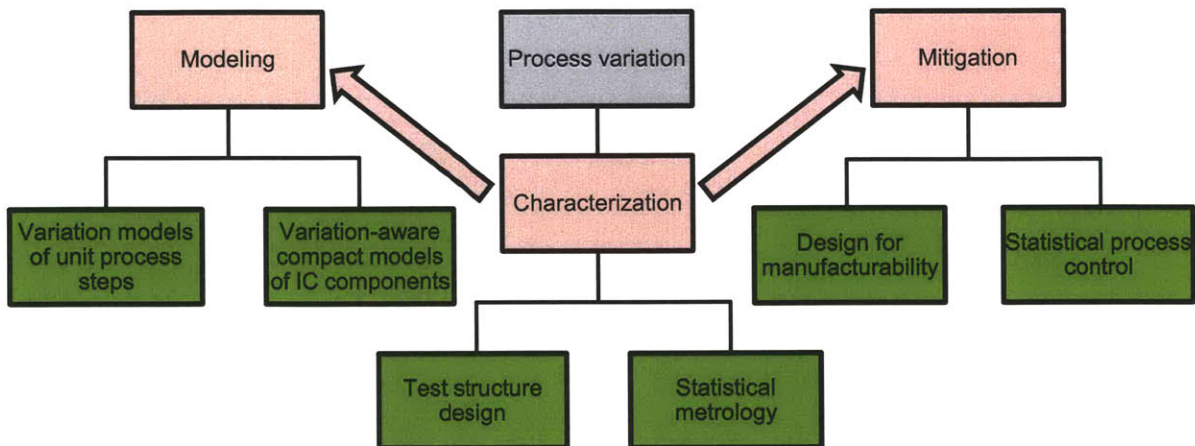 Modeling
Process variation
Mitigation
Characterization
Variation models
of unit process
steps
Variation-aware
compact models
of IC components
Design for
manufacturability
Statistical process
control
Test structure
design
Statistical
metrology